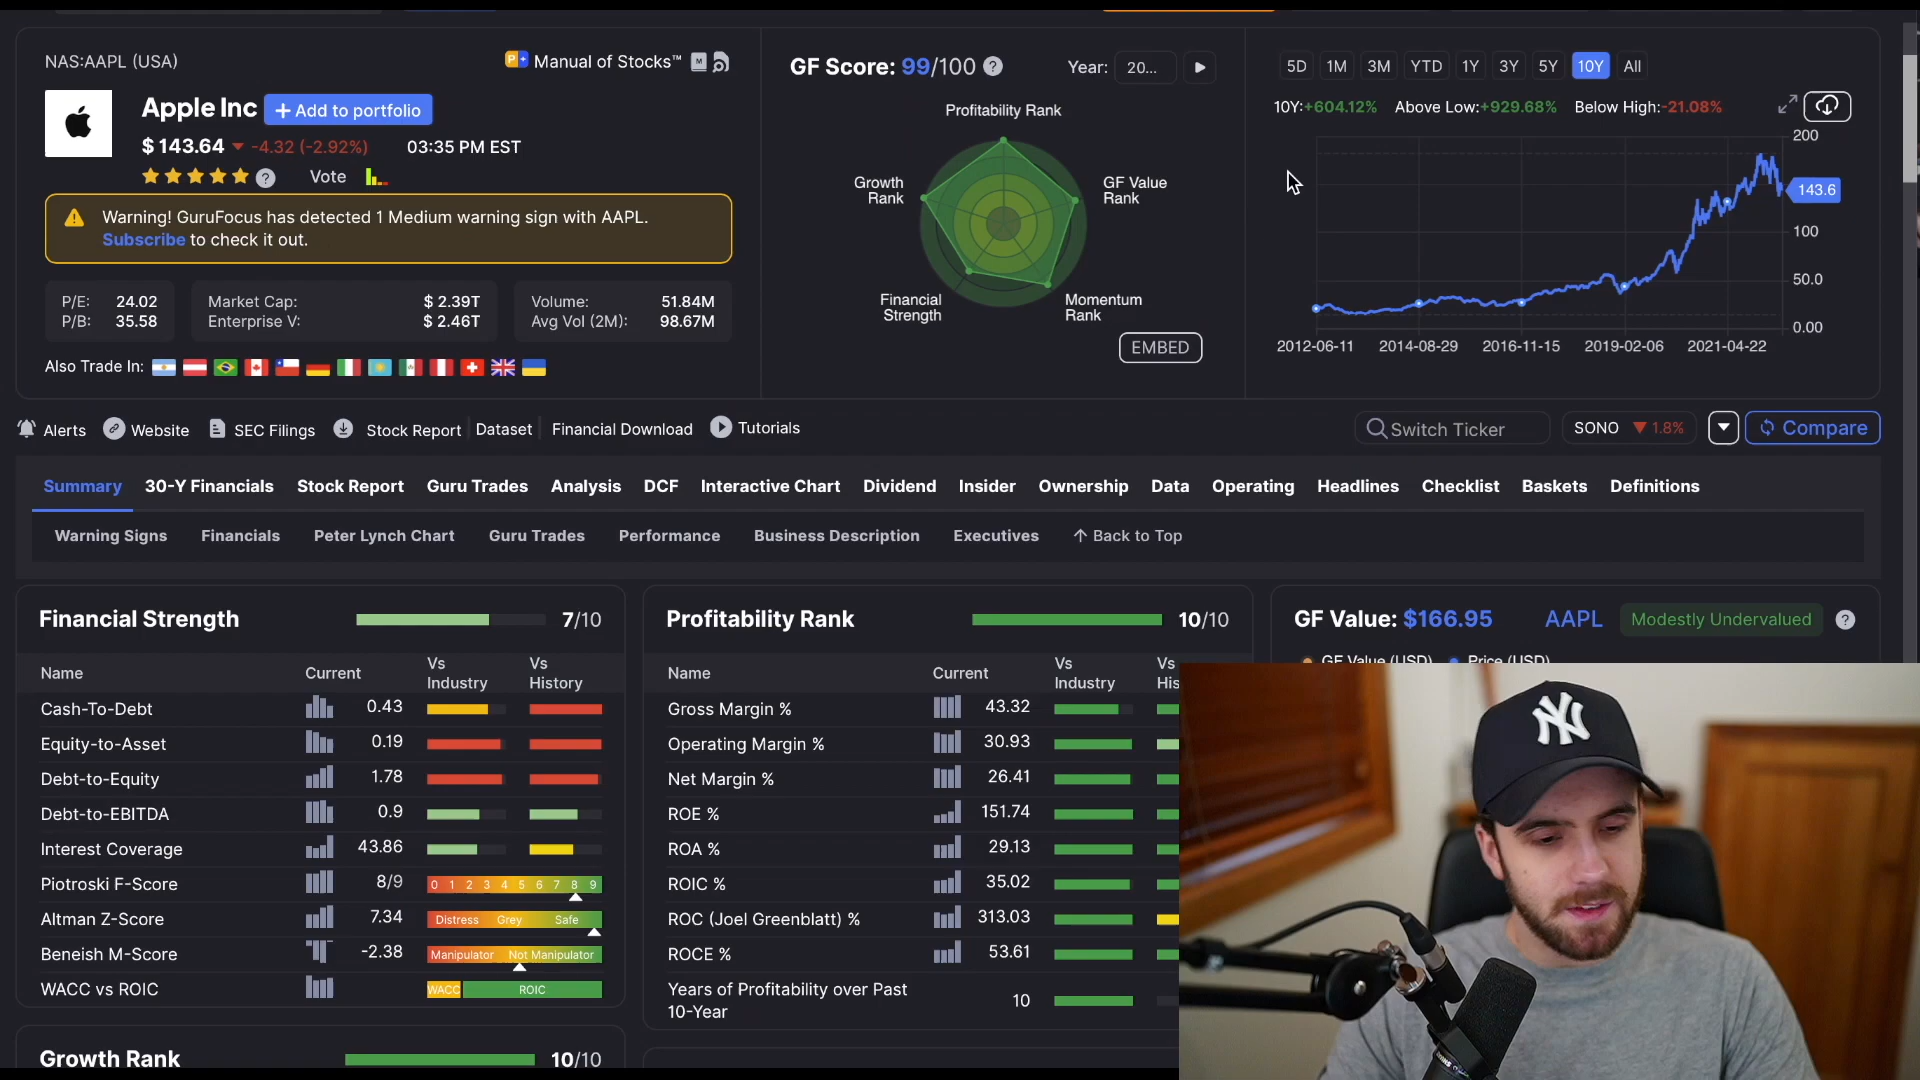 NAS:AAPL (USA)
Manual of Stocks™
Apple Inc
+ Add to portfolio
$ 143.64 -4.32 (-2.92%) 03:35 PM EST
Vote
Warning! GuruFocus has detected 1 Medium warning sign with AAPL.
Subscribe to check it out.
P/E: 24.02
P/B: 35.58
Market Cap: $ 2.39T
Enterprise V: $ 2.46T
Volume: 51.84M
Avg Vol (2M): 98.67M
Also Trade In:
GF Score: 99/100
Year: 20...
Profitability Rank
Growth Rank
GF Value Rank
Financial Strength
Momentum Rank
EMBED
5D 1M 3M YTD 1Y 3Y 5Y 10Y All
10Y:+604.12% Above Low:+929.68% Below High:-21.08%
200
143.6
100
50.0
0.00
2012-06-11 2014-08-29 2016-11-15 2019-02-06 2021-04-22
Alerts Website SEC Filings Stock Report Dataset Financial Download Tutorials
Switch Ticker
SONO 1.8%
Compare
Summary 30-Y Financials Stock Report Guru Trades Analysis DCF Interactive Chart Dividend Insider Ownership Data Operating Headlines Checklist Baskets Definitions
Warning Signs Financials Peter Lynch Chart Guru Trades Performance Business Description Executives Back to Top
Financial Strength 7/10
Name Current Vs Industry Vs History
Cash-To-Debt 0.43
Equity-to-Asset 0.19
Debt-to-Equity 1.78
Debt-to-EBITDA 0.9
Interest Coverage 43.86
Piotroski F-Score 8/9 0 1 2 3 4 5 6 7 8 9
Altman Z-Score 7.34 Distress Grey Safe
Beneish M-Score -2.38 Manipulator Not Manipulator
WACC vs ROIC WACC ROIC
Growth Rank 10/10
Profitability Rank 10/10
Name Current Vs Industry Vs His
Gross Margin % 43.32
Operating Margin % 30.93
Net Margin % 26.41
ROE % 151.74
ROA % 29.13
ROIC % 35.02
ROC (Joel Greenblatt) % 313.03
ROCE % 53.61
Years of Profitability over Past
10-Year 10
GF Value: $166.95 AAPL Modestly Undervalued
GF Value (USD) Price (USD)
NY